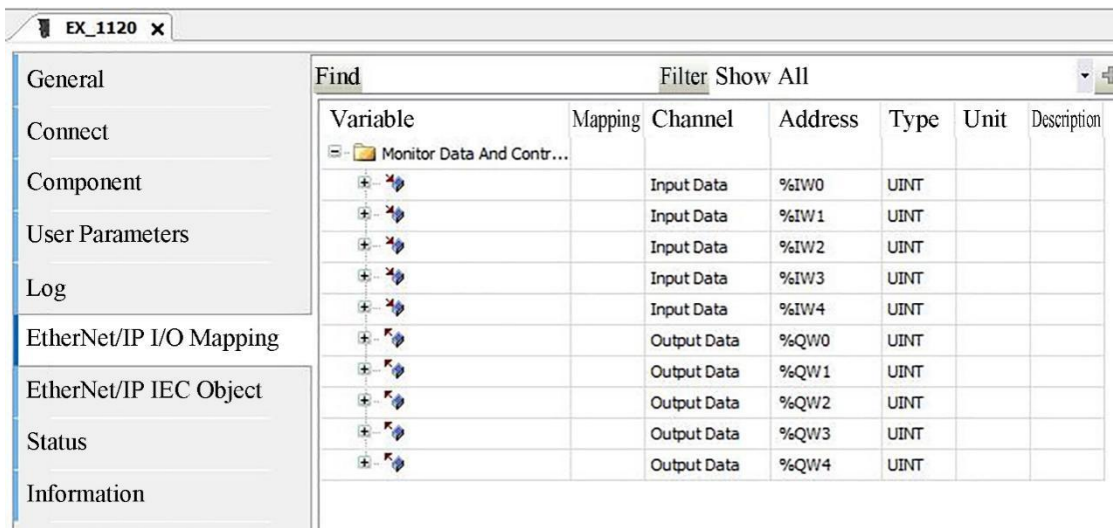 EX_1120
General
Connect
Component
User Parameters
Log
EtherNet/IP I/O Mapping
EtherNet/IP IEC Object
Status
Information
Find Filter Show All
Variable Mapping Channel Address Type Unit Description
Monitor Data And Contr...
Input Data %IW0 UINT
Input Data %IW1 UINT
Input Data %IW2 UINT
Input Data %IW3 UINT
Input Data %IW4 UINT
Output Data %QW0 UINT
Output Data %QW1 UINT
Output Data %QW2 UINT
Output Data %QW3 UINT
Output Data %QW4 UINT